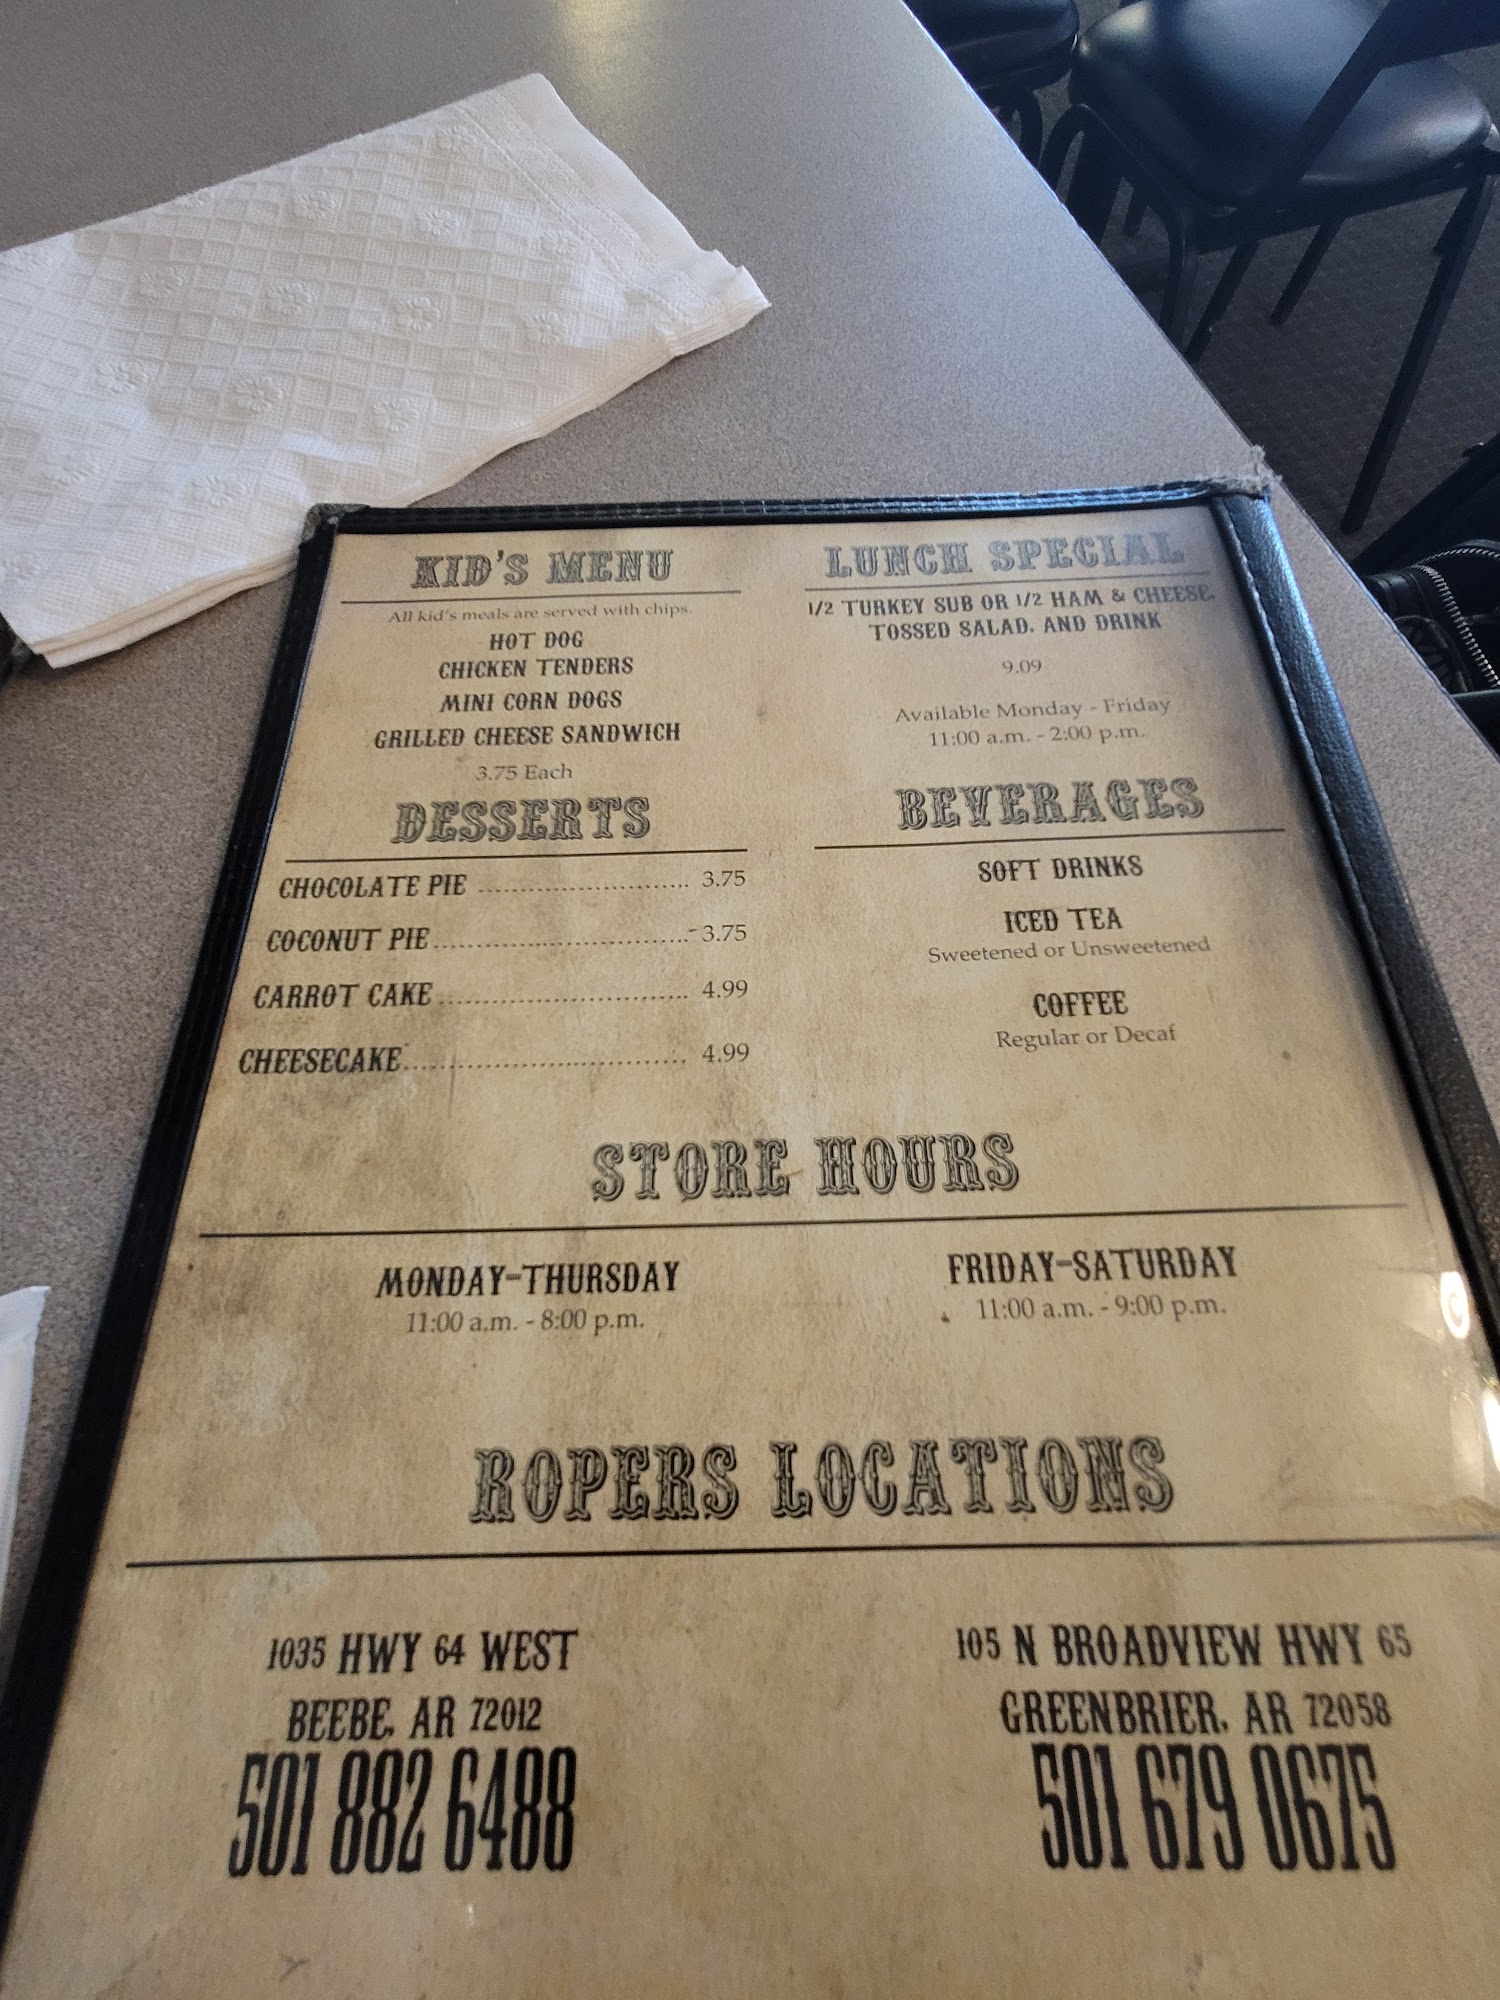 KID'S MENU
All kid's meals are served with chips.
HOT DOG
CHICKEN TENDERS
MINI CORN DOGS
GRILLED CHEESE SANDWICH
3.75 Each
LUNCH SPECIAL
1/2 TURKEY SUB OR 1/2 HAM & CHEESE,
TOSSED SALAD, AND DRINK
9.09
Available Monday - Friday
11:00 a.m. - 2:00 p.m.
DESSERTS
CHOCOLATE PIE ........................... 3.75
COCONUT PIE................................ 3.75
CARROT CAKE ............................... 4.99
CHEESECAKE................................... 4.99
BEVERAGES
SOFT DRINKS
ICED TEA
Sweetened or Unsweetened
COFFEE
Regular or Decaf
STORE HOURS
MONDAY-THURSDAY
11:00 a.m. - 8:00 p.m.
FRIDAY-SATURDAY
11:00 a.m. - 9:00 p.m.
ROPERS LOCATIONS
1035 HWY 64 WEST
BEEBE, AR 72012
501 882 6488
105 N BROADVIEW HWY 65
GREENBRIER, AR 72058
501 679 0675